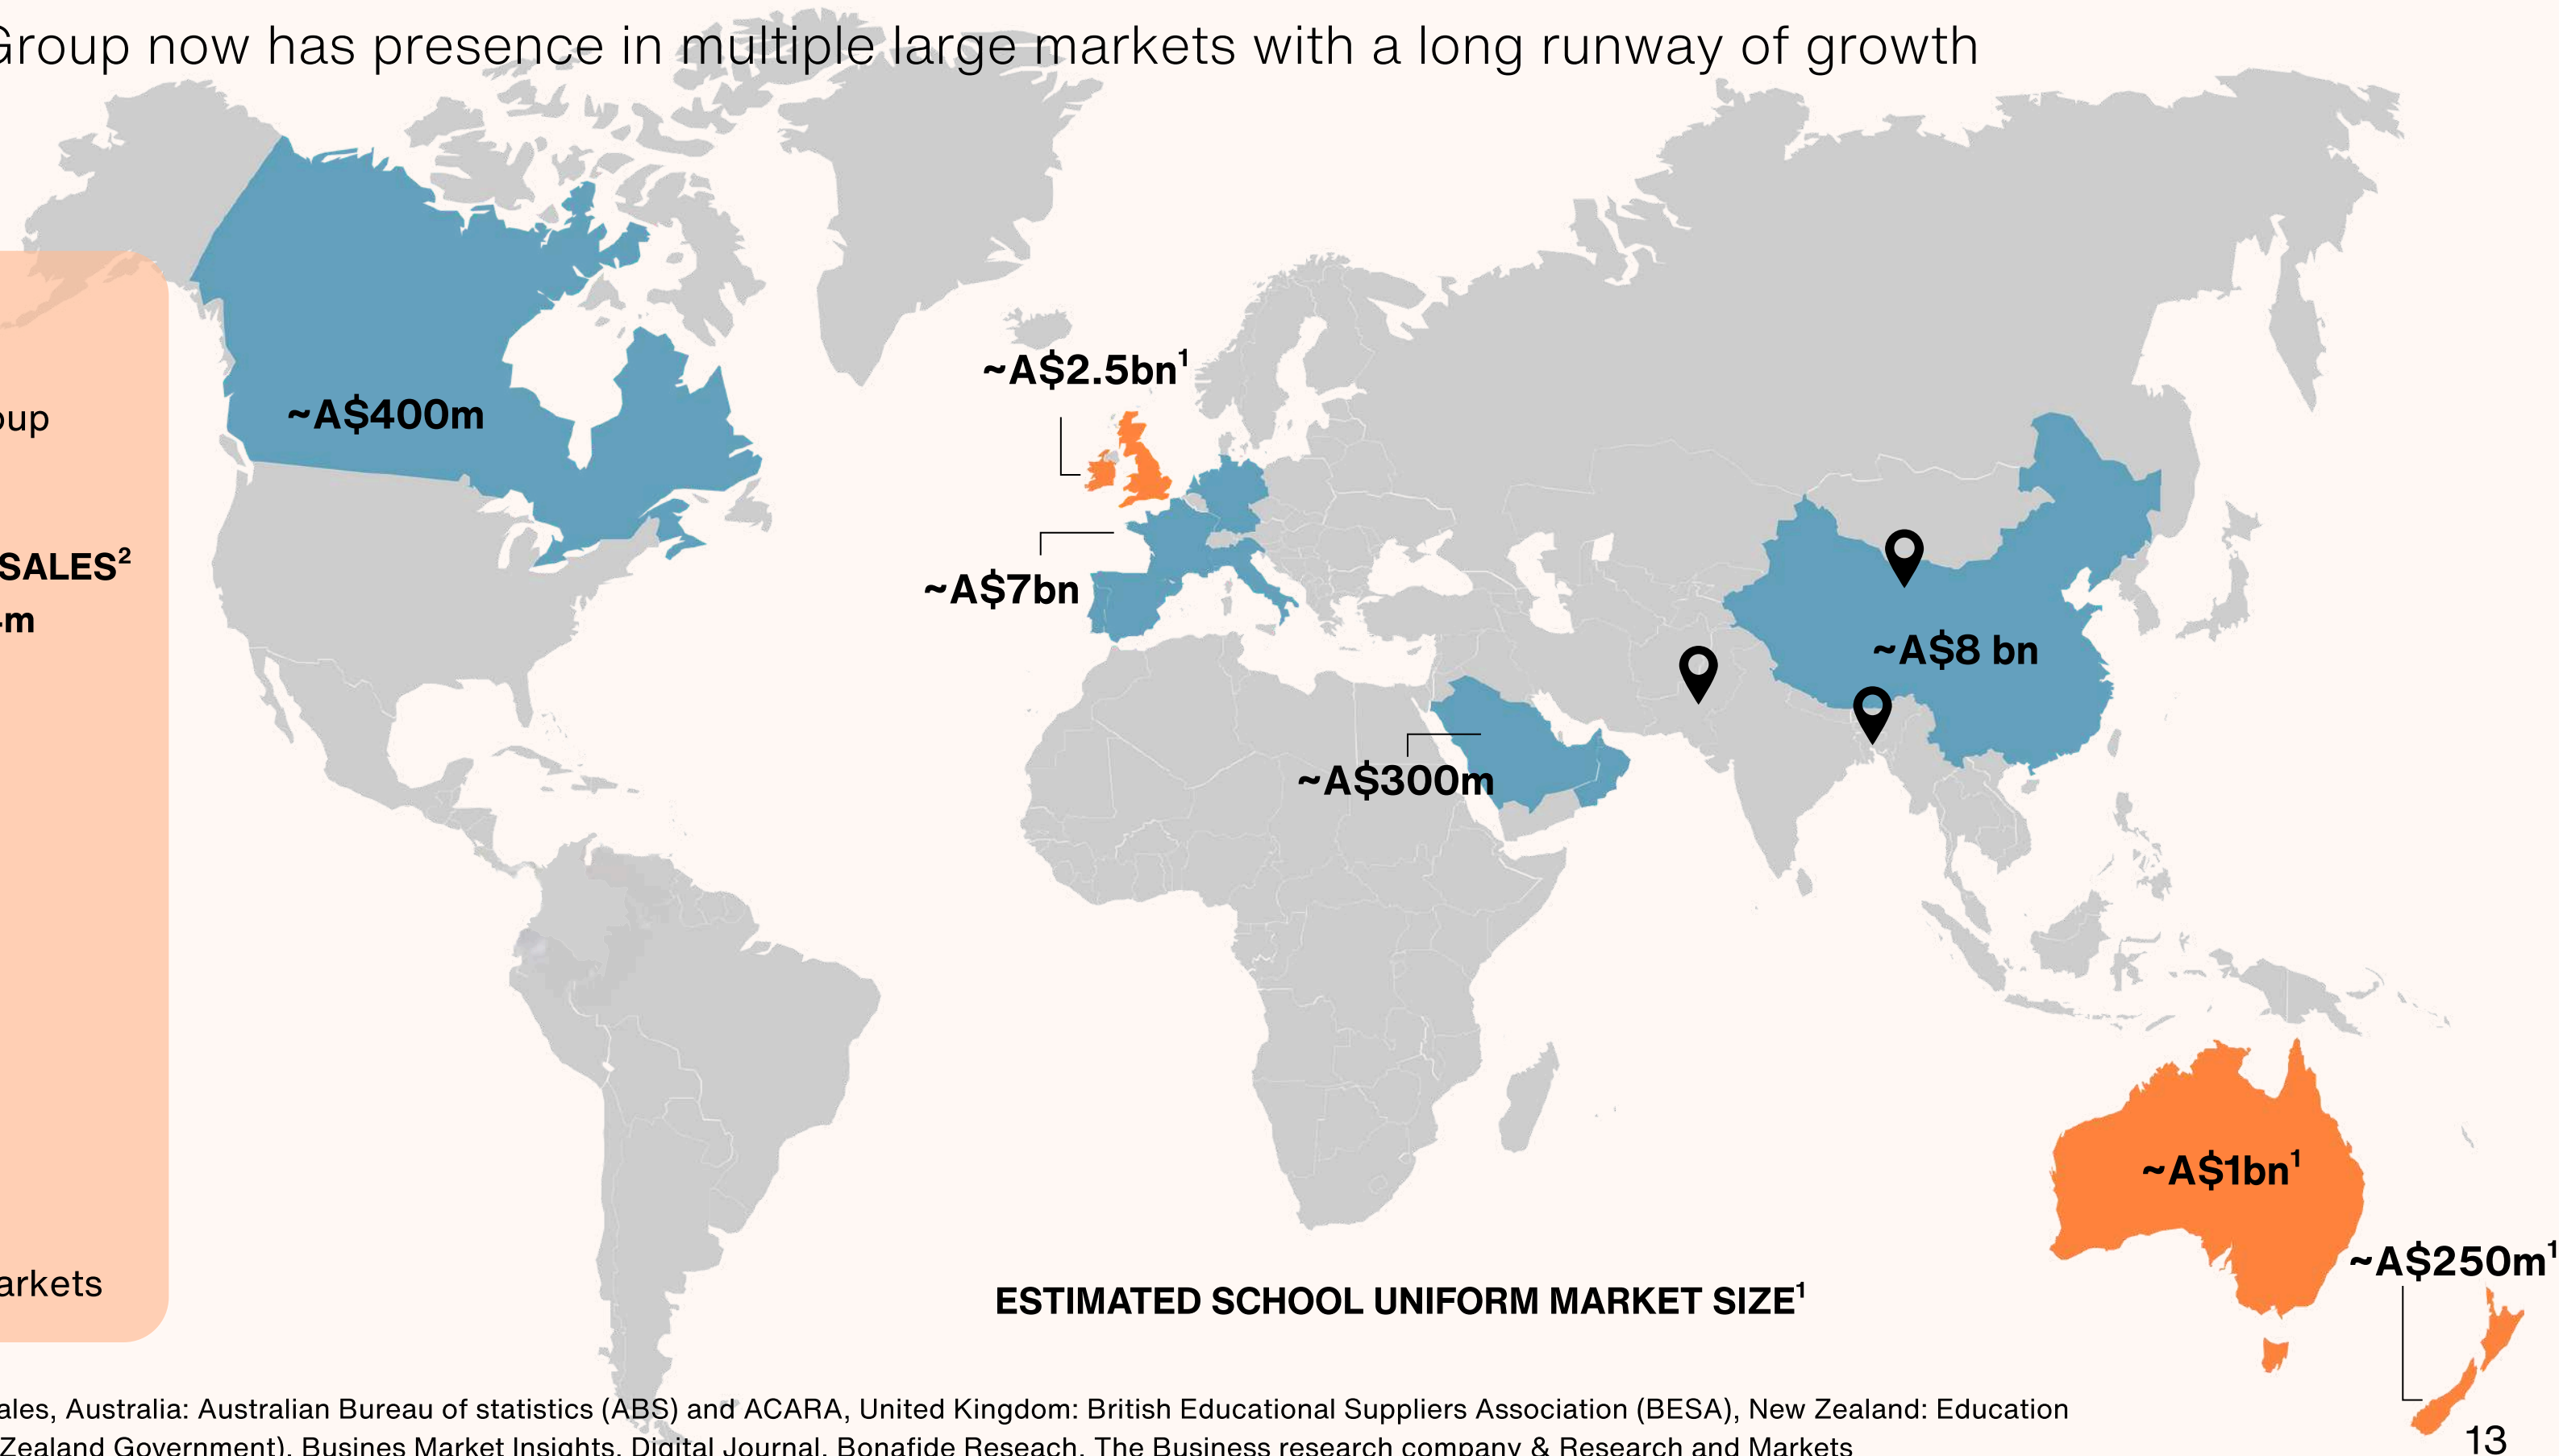 Group now has presence in multiple large markets with a long runway of growth
~A$2.5bn¹
~A$400m
SALES²
~A$7bn
~A$8 bn
~A$300m
~A$1bn¹
~A$250m¹
arkets
ESTIMATED SCHOOL UNIFORM MARKET SIZE¹
ales, Australia: Australian Bureau of statistics (ABS) and ACARA, United Kingdom: British Educational Suppliers Association (BESA), New Zealand: Education
Zealand Government), Busines Market Insights, Digital Journal, Bonafide Reseach, The Business research company & Research and Markets
13